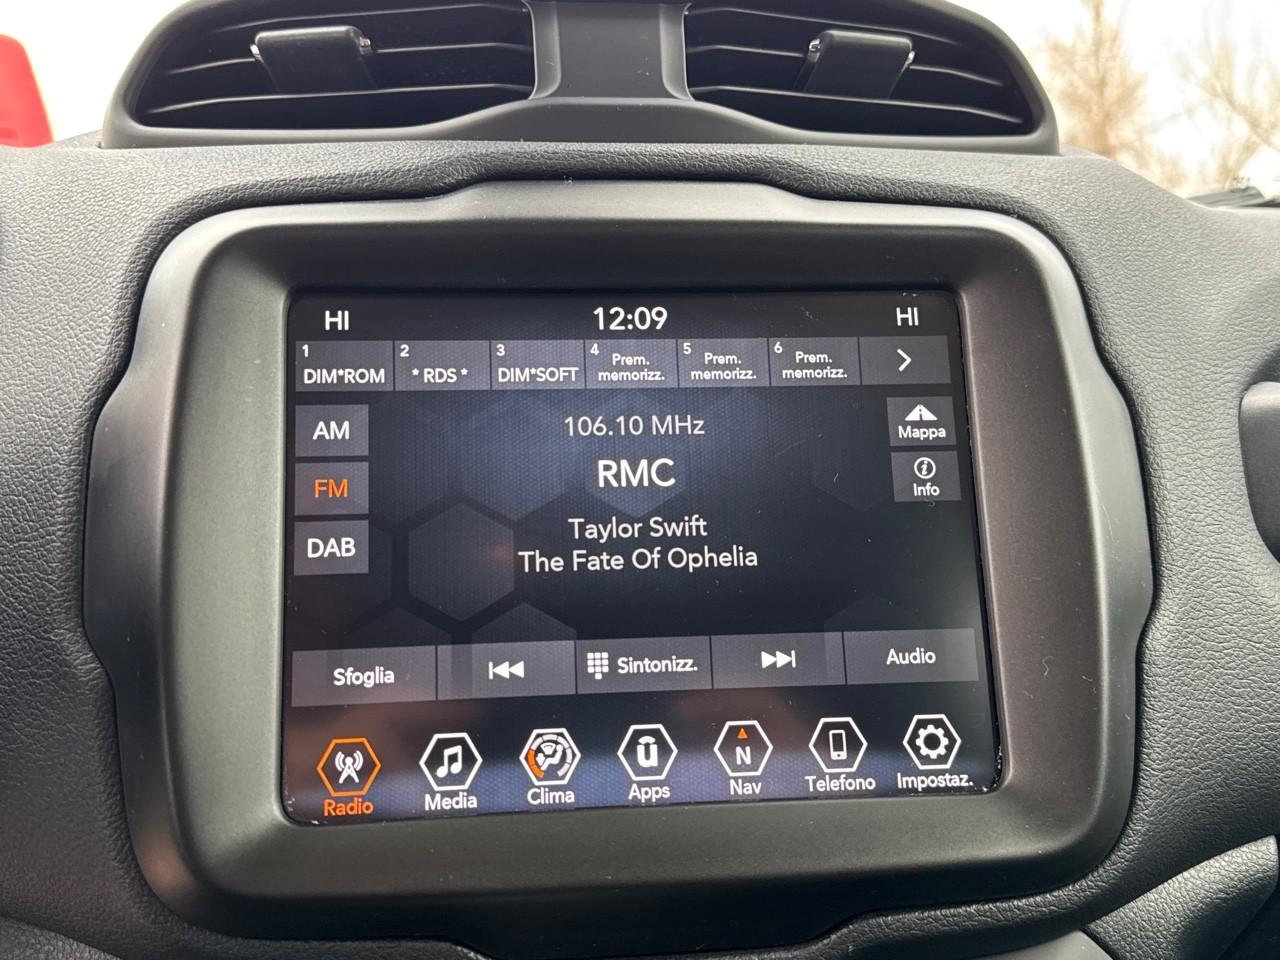 HI
12:09
HI
1
DIM*ROM
2
* RDS *
3
DIM*SOFT
4
Prem.
memorizz.
5
Prem.
memorizz.
6
Prem.
memorizz.
AM
FM
DAB
106.10 MHz
RMC
Taylor Swift
The Fate Of Ophelia
Mappa
Info
Sfoglia
Sintonizz.
Audio
Radio
Media
Clima
Apps
N
Nav
Telefono
Impostaz.